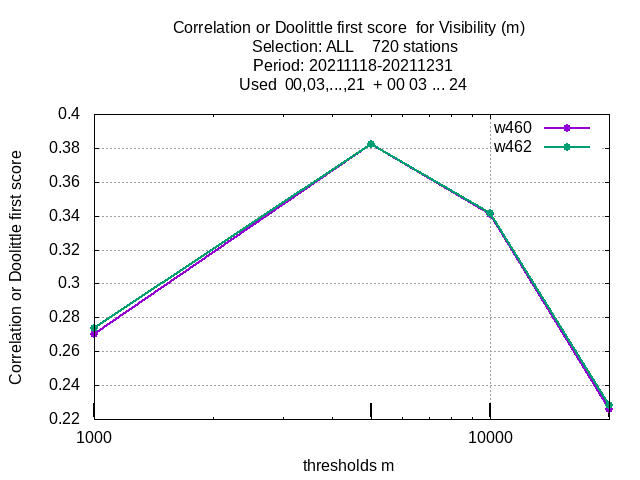 Correlation or Doolittle first score  for Visibility (m)
Selection: ALL    720 stations
Period: 20211118-20211231
Used  00,03,...,21  + 00 03 ... 24
w460
w462
Correlation or Doolittle first score
0.4
0.38
0.36
0.34
0.32
0.3
0.28
0.26
0.24
0.22
1000
10000
thresholds m